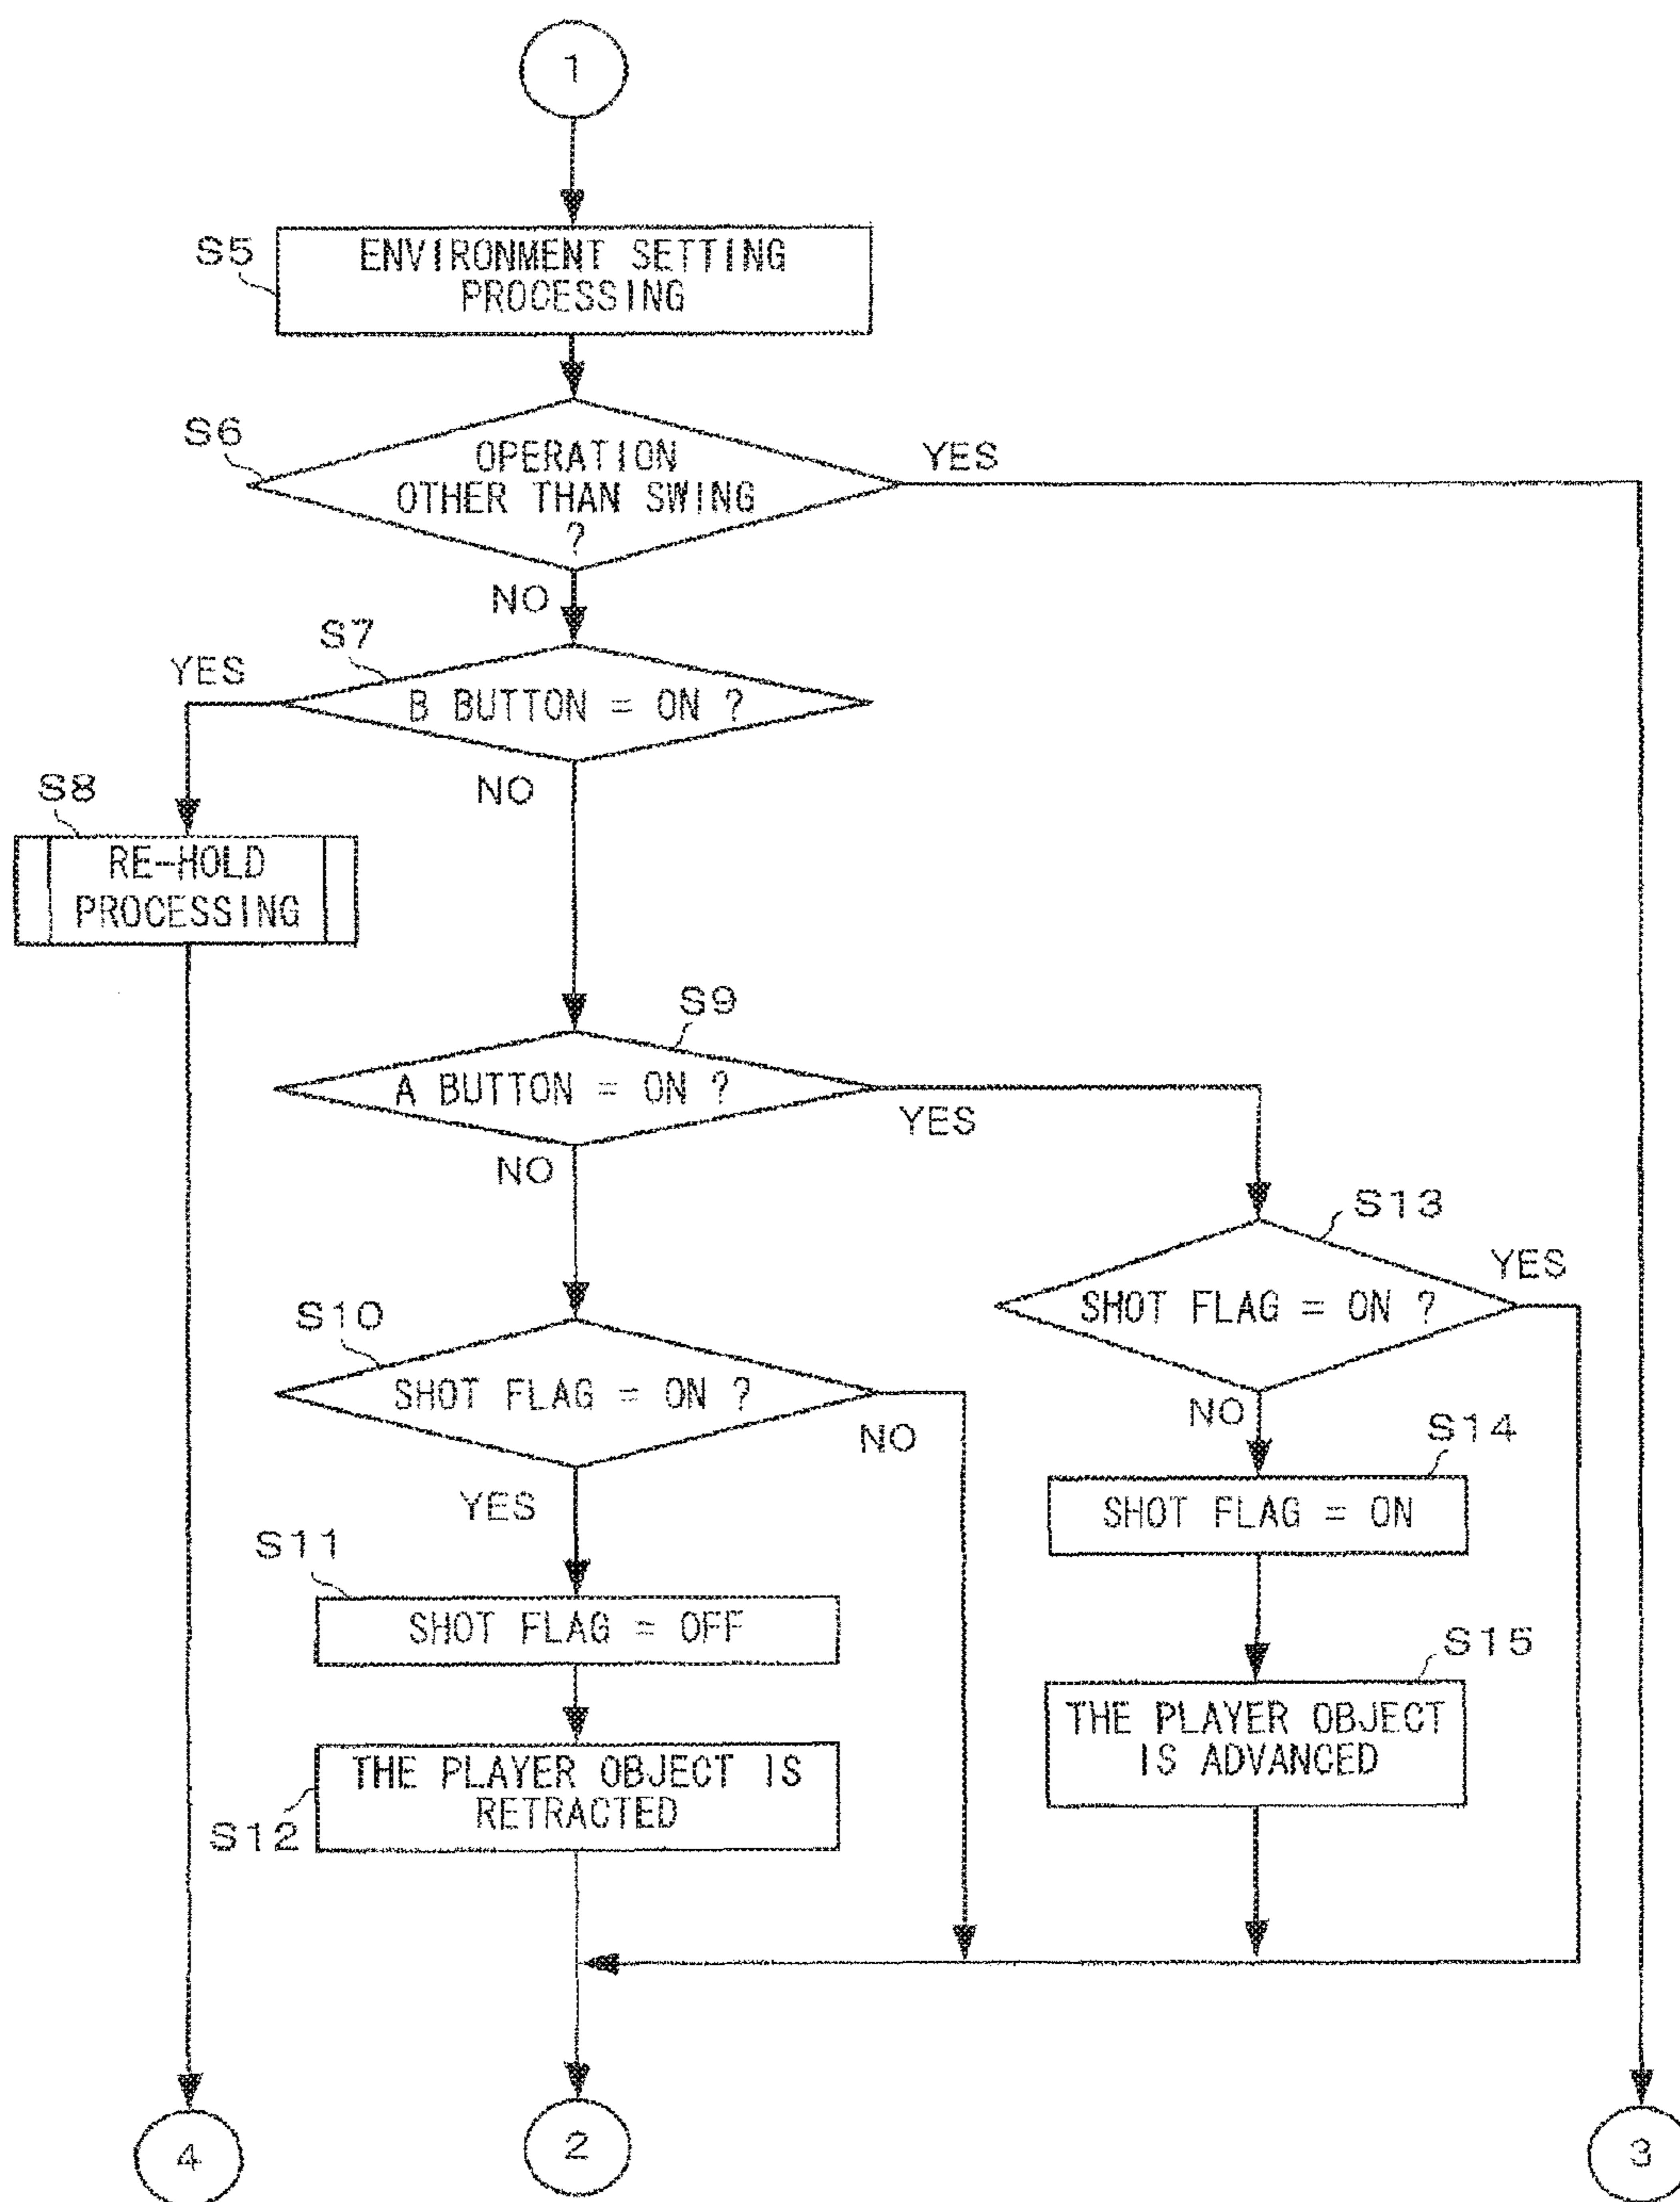 1
S5
ENVIRONMENT SETTING
PROCESSING
S6
OPERATION
OTHER THAN SWING
?
YES
NO
S7
YES
B BUTTON = ON ?
NO
S8
RE-HOLD
PROCESSING
S9
A BUTTON = ON ?
YES
NO
S13
SHOT FLAG = ON ?
YES
S10
SHOT FLAG = ON ?
NO
NO
S14
SHOT FLAG = ON
YES
S11
SHOT FLAG = OFF
S15
THE PLAYER OBJECT
IS ADVANCED
THE PLAYER OBJECT IS
RETRACTED
S12
4
2
3